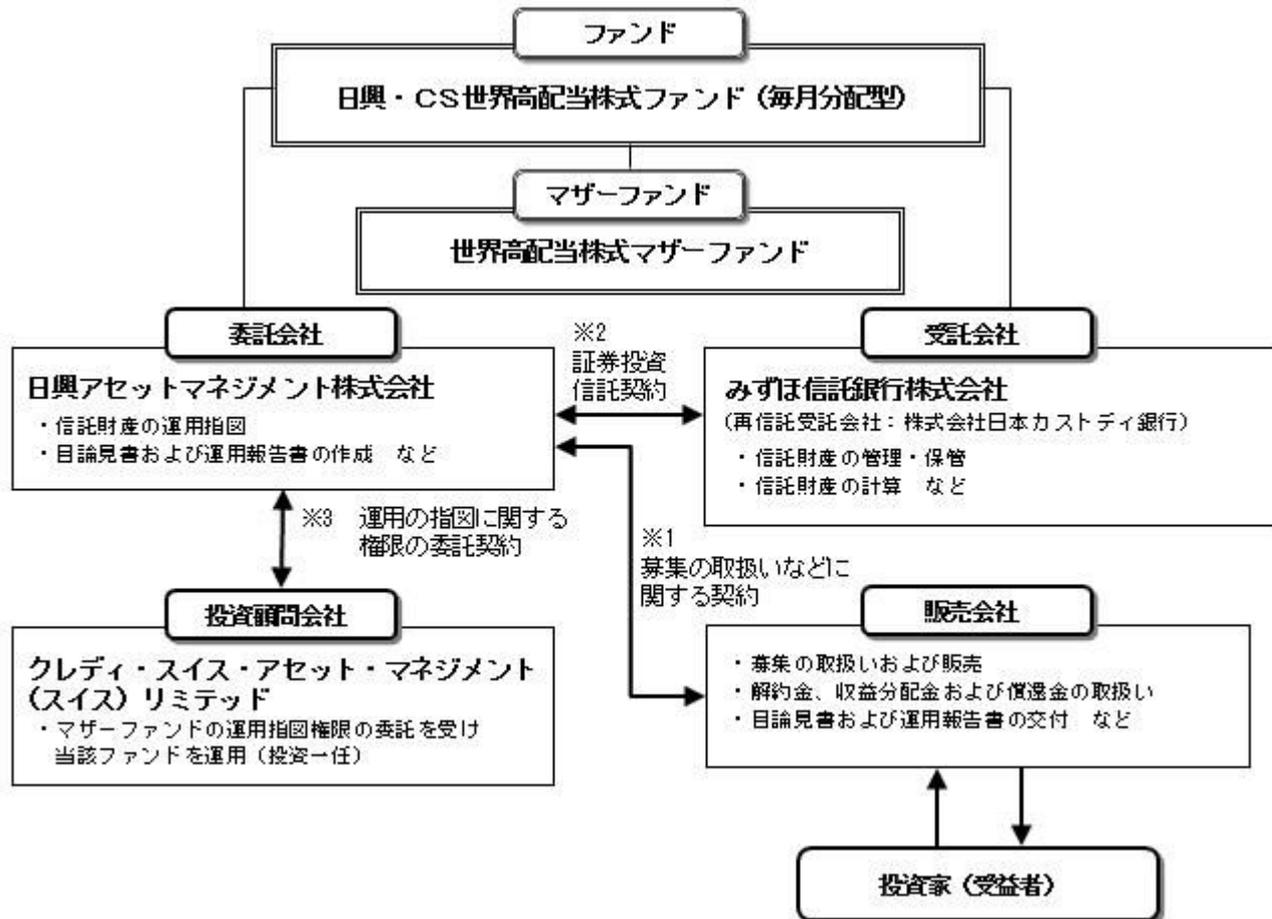 ファンド
日興・CS世界高配当株式ファンド（毎月分配型）
マザーファンド
世界高配当株式マザーファンド
委託会社
日興アセットマネジメント株式会社
・信託財産の運用指図
・目論見書および運用報告書の作成　など
※2
証券投資
信託契約
受託会社
みずほ信託銀行株式会社
（再信託受託会社：株式会社日本カストディ銀行）
・信託財産の管理・保管
・信託財産の計算　など
※3　運用の指図に関する
権限の委託契約
※1
募集の取扱いなどに
関する契約
投資顧問会社
クレディ・スイス・アセット・マネジメント
（スイス）リミテッド
・マザーファンドの運用指図権限の委託を受け
当該ファンドを運用（投資一任）
販売会社
・募集の取扱いおよび販売
・解約金、収益分配金および償還金の取扱い
・目論見書および運用報告書の交付　など
投資家（受益者）